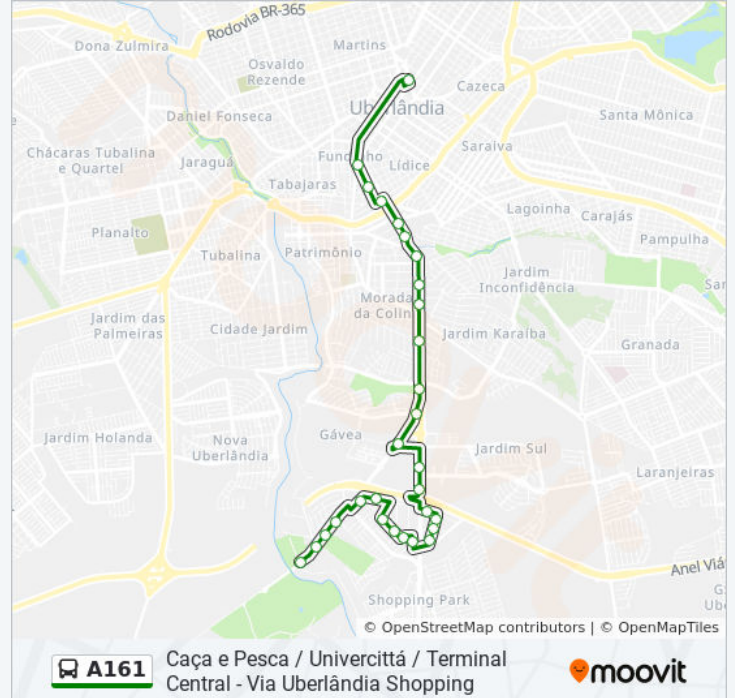 Rodovia BR-365
Dona Zulmira
Martins
Osvaldo
Rezende
Cazeca
Uberlândia
Daniel Fonseca
Santa Mônica
Chácaras Tubalina
e Quartel
Jaraguá
Fundinho
Lídice
Saraiva
Tabajaras
Lagoinha
Carajás
Planalto
Pampulha
Tubalina
Patrimônio
Jardim
Inconfidência
Morada
da Colin
Jardim das
Palmeiras
Cidade Jardim
Jardim Karaíba
Granada
Jardim Holanda
Nova
Uberlândia
Gávea
Jardim Sul
Laranjeiras
Anel Viá
Shopping Park
© OpenStreetMap contributors | © OpenMapTiles
A161
Caça e Pesca / Univercittá / Terminal
Central - Via Uberlândia Shopping
moovit